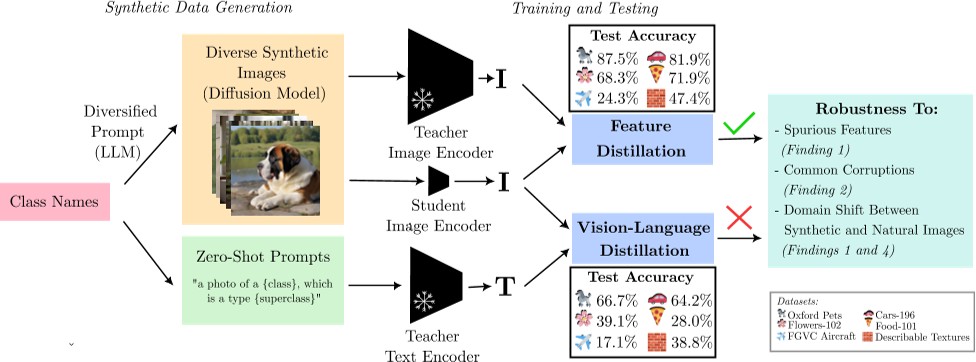 Synthetic Data Generation
Training and Testing
Diverse Synthetic
Images
(Diffusion Model)
Diversified
Prompt
(LLM)
Class Names
Zero-Shot Prompts
"a photo of a {class}, which
is a type {superclass}"
Teacher
Image Encoder
I
Student
Image Encoder
I
Teacher
Text Encoder
T
Test Accuracy
87.5% 81.9%
68.3% 71.9%
24.3% 47.4%
Feature
Distillation
Vision-Language
Distillation
Test Accuracy
66.7% 64.2%
39.1% 28.0%
17.1% 38.8%
Robustness To:
- Spurious Features
(Finding 1)
- Common Corruptions
(Finding 2)
- Domain Shift Between
Synthetic and Natural Images
(Findings 1 and 4)
Datasets:
Oxford Pets Cars-196
Flowers-102 Food-101
FGVC Aircraft Describable Textures